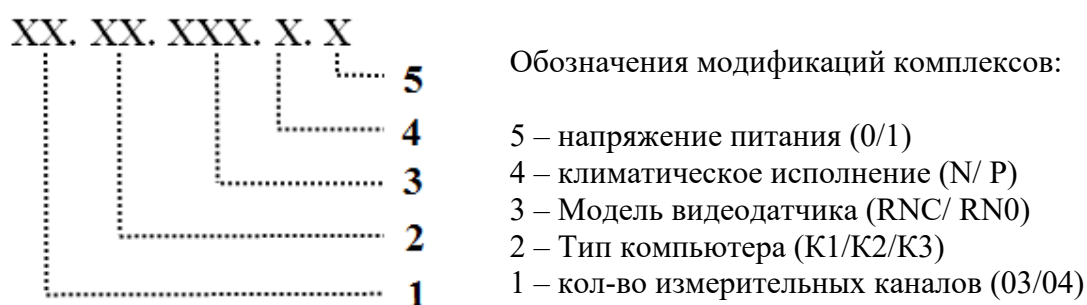 XX. XX. XXX. X. X
Обозначения модификаций комплексов:
5
5 – напряжение питания (0/1)
4
4 – климатическое исполнение (N/ P)
3
3 – Модель видеодатчика (RNC/ RN0)
2
2 – Тип компьютера (К1/К2/К3)
1
1 – кол-во измерительных каналов (03/04)